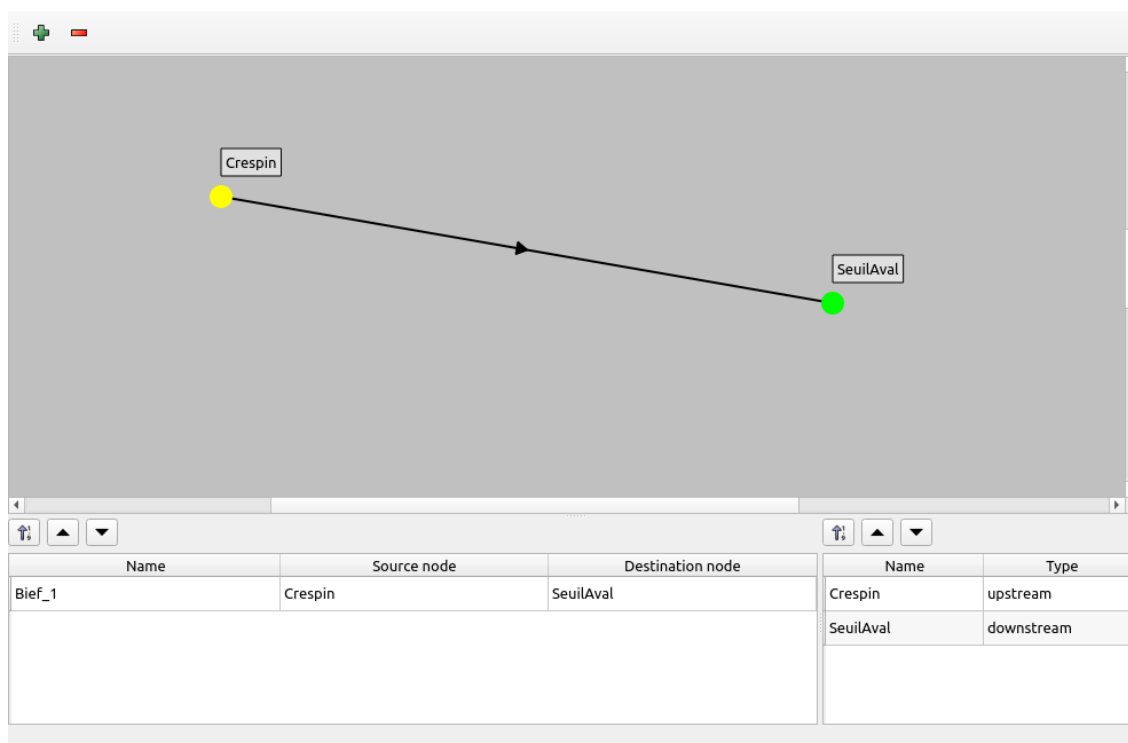 Crespin
SeuilAval
Name Source node Destination node
Bief_1 Crespin SeuilAval
Name Type
Crespin upstream
SeuilAval downstream